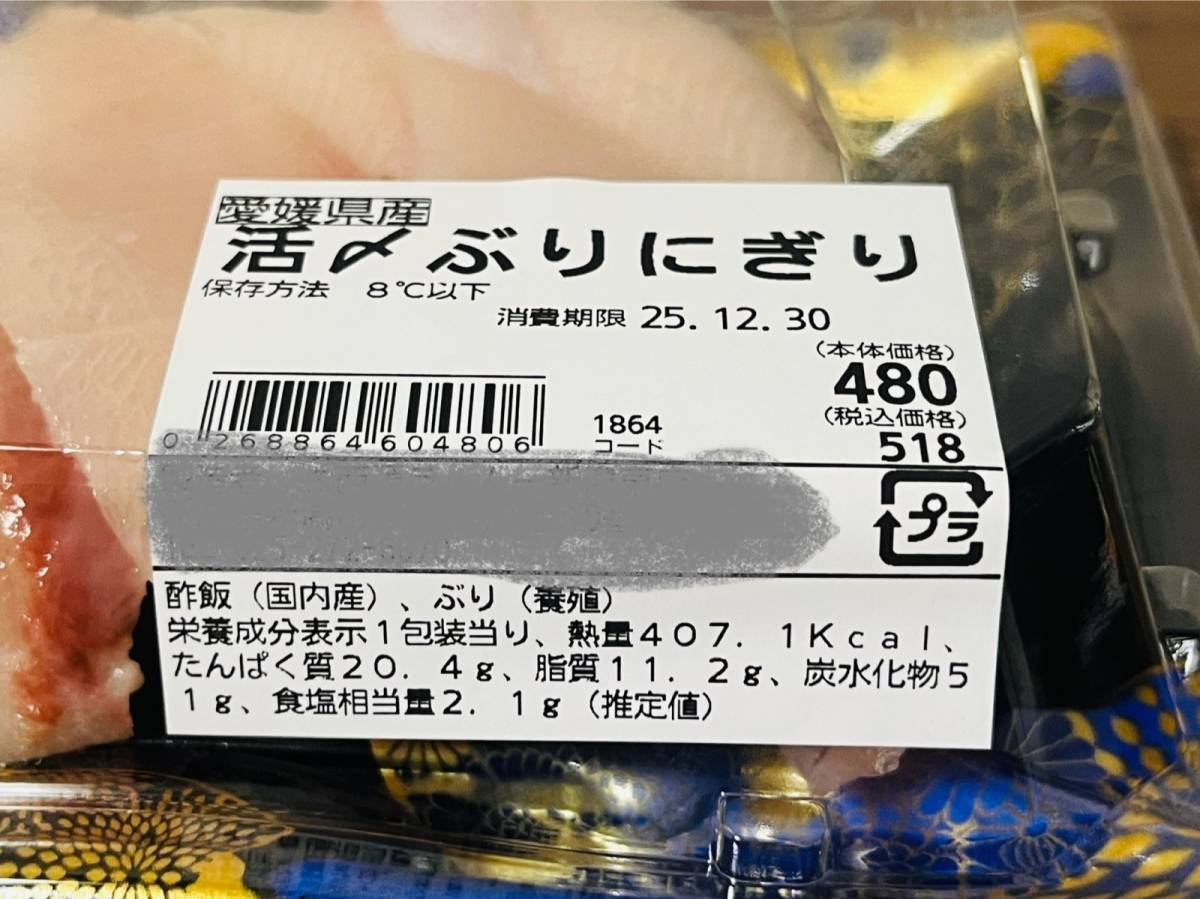 愛媛県産
活〆ぶりにぎり
保存方法 8℃以下
消費期限 25.12.30
(本体価格)
480
(税込価格)
518
0 268864 604806
1864
コード
プラ
酢飯(国内産)、ぶり(養殖)
栄養成分表示1包装当り、熱量407.1Kcal、
たんぱく質20.4g、脂質11.2g、炭水化物5
1g、食塩相当量2.1g(推定値)